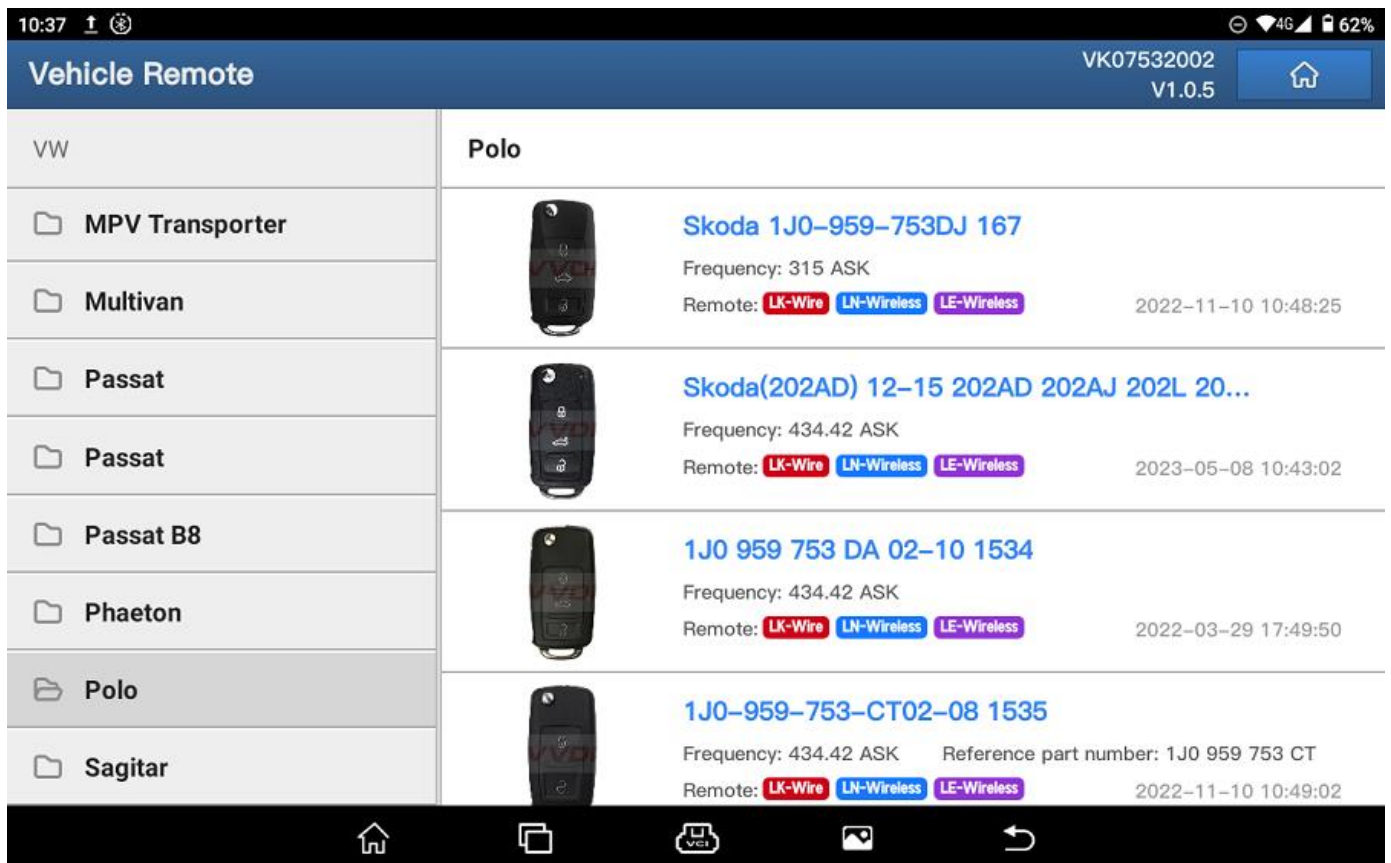 10:37
4G 62%
Vehicle Remote
VK07532002
V1.0.5
VW
MPV Transporter
Multivan
Passat
Passat
Passat B8
Phaeton
Polo
Sagitar
Polo
Skoda 1J0-959-753DJ 167
Frequency: 315 ASK
Remote: LK-Wire LN-Wireless LE-Wireless 2022-11-10 10:48:25
Skoda(202AD) 12-15 202AD 202AJ 202L 20...
Frequency: 434.42 ASK
Remote: LK-Wire LN-Wireless LE-Wireless 2023-05-08 10:43:02
1J0 959 753 DA 02-10 1534
Frequency: 434.42 ASK
Remote: LK-Wire LN-Wireless LE-Wireless 2022-03-29 17:49:50
1J0-959-753-CT02-08 1535
Frequency: 434.42 ASK Reference part number: 1J0 959 753 CT
Remote: LK-Wire LN-Wireless LE-Wireless 2022-11-10 10:49:02
VCI